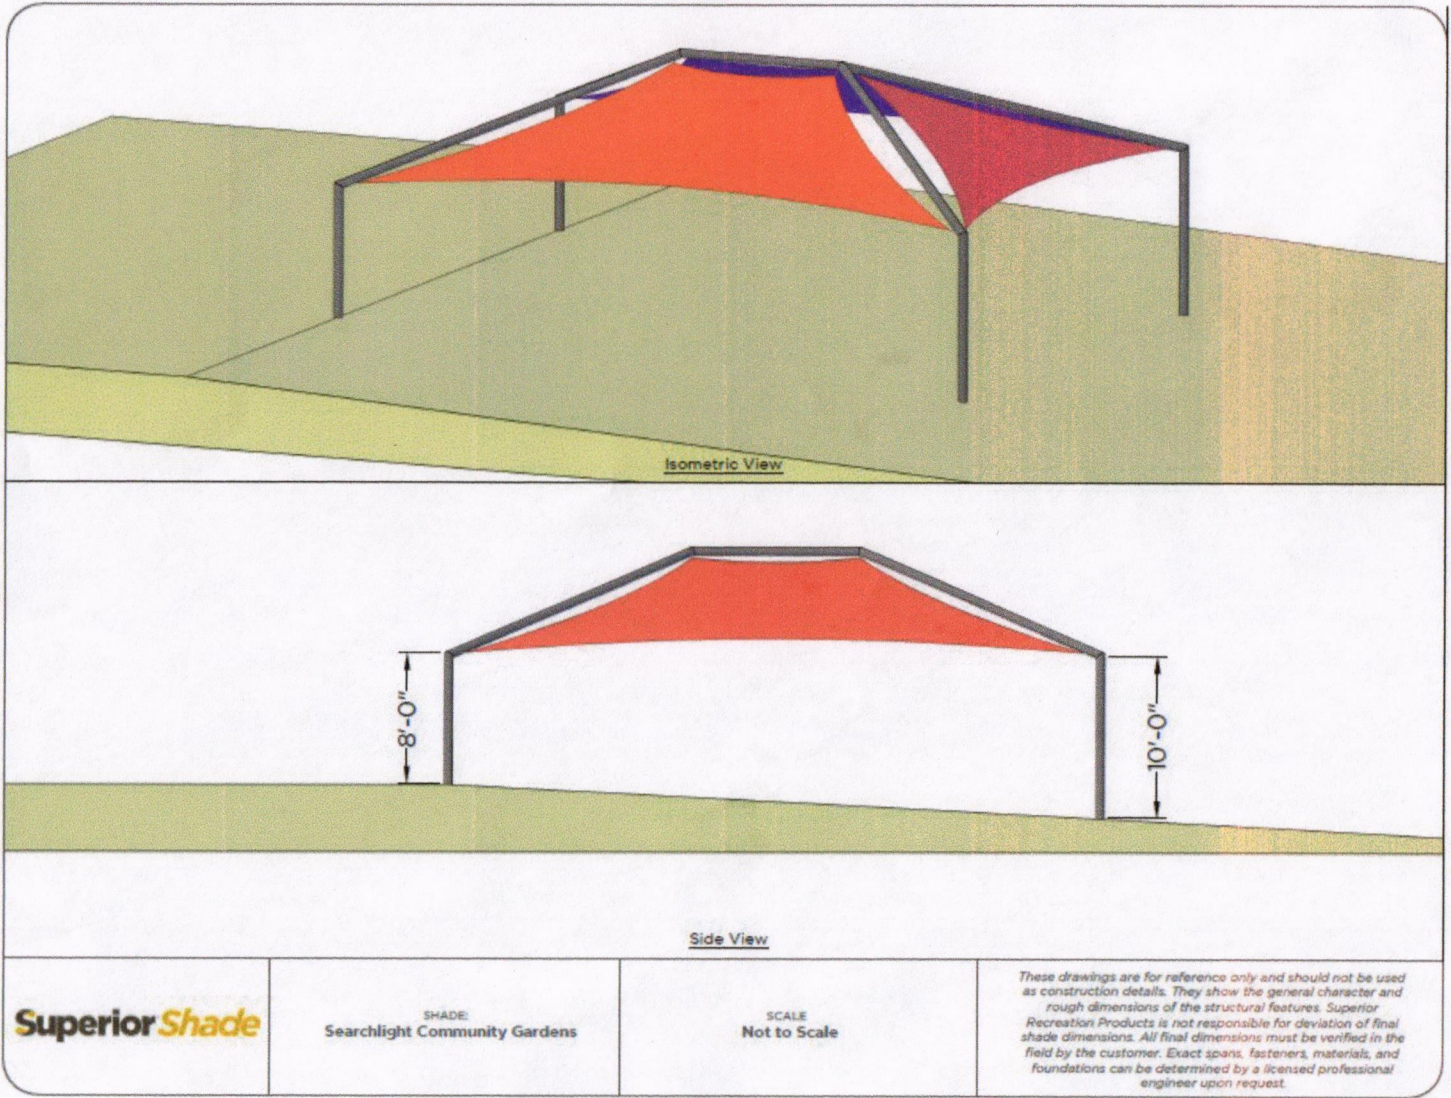 Isometric View
8'-0"
10'-0"
Side View
Superior Shade
SHADE:
Searchlight Community Gardens
SCALE
Not to Scale
These drawings are for reference only and should not be used
as construction details. They show the general character and
rough dimensions of the structural features. Superior
Recreation Products is not responsible for deviation of final
shade dimensions. All final dimensions must be verified in the
field by the customer. Exact spans, fasteners, materials, and
foundations can be determined by a licensed professional
engineer upon request.